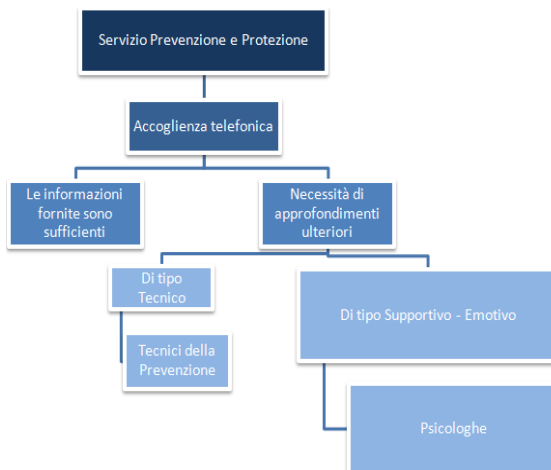 Servizio Prevenzione e Protezione
Accoglienza telefonica
Le informazioni
fornite sono
sufficienti
Necessità di
approfondimenti
ulteriori
Di tipo
Tecnico
Di tipo Supportivo - Emotivo
Tecnici della
Prevenzione
Psicologhe